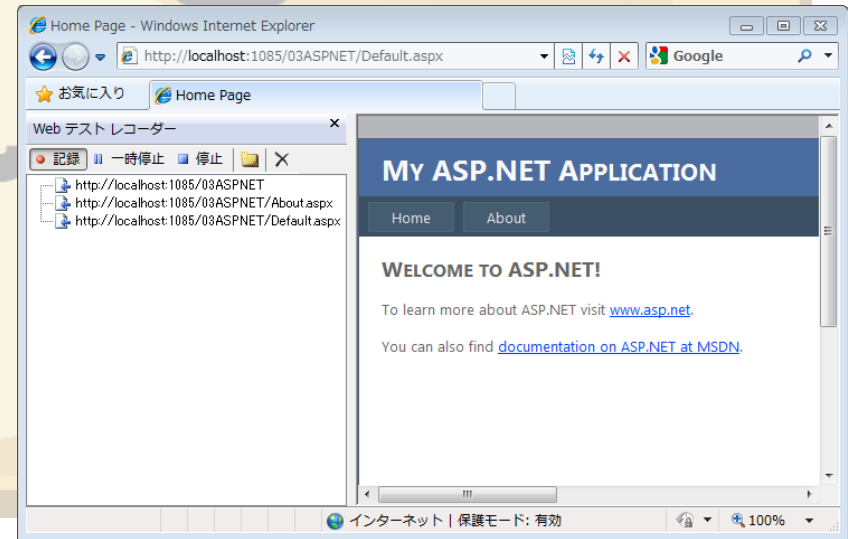 Home Page - Windows Internet Explorer
http://localhost:1085/03ASPNET/Default.aspx
Google
お気に入り
Home Page
Web テスト レコーダー
記録 一時停止 停止
http://localhost:1085/03ASPNET
http://localhost:1085/03ASPNET/About.aspx
http://localhost:1085/03ASPNET/Default.aspx
MY ASP.NET APPLICATION
Home About
WELCOME TO ASP.NET!
To learn more about ASP.NET visit www.asp.net.
You can also find documentation on ASP.NET at MSDN.
インターネット | 保護モード: 有効
100%